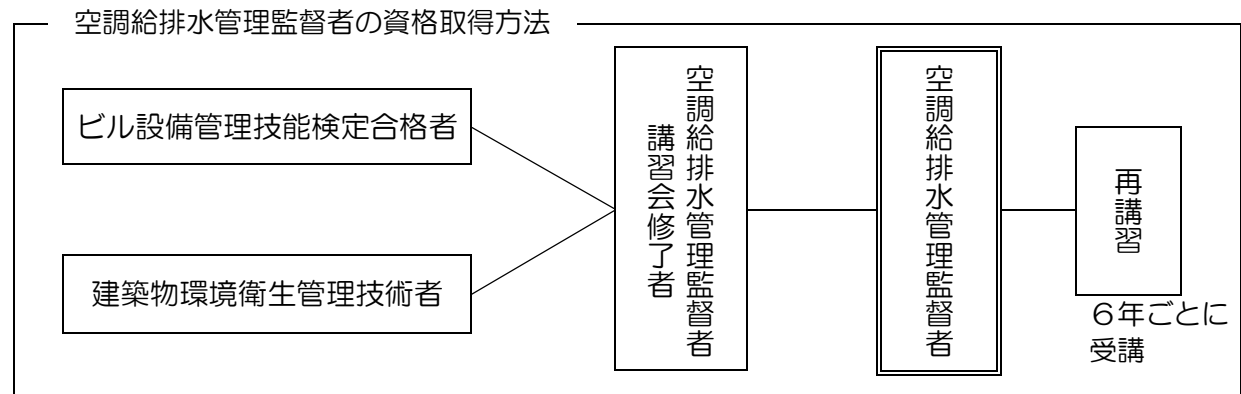 空調給排水管理監督者の資格取得方法
ビル設備管理技能検定合格者
建築物環境衛生管理技術者
空調給排水管理監督者
講習会修了者
空調給排水管理監督者
再講習
６年ごとに
受講